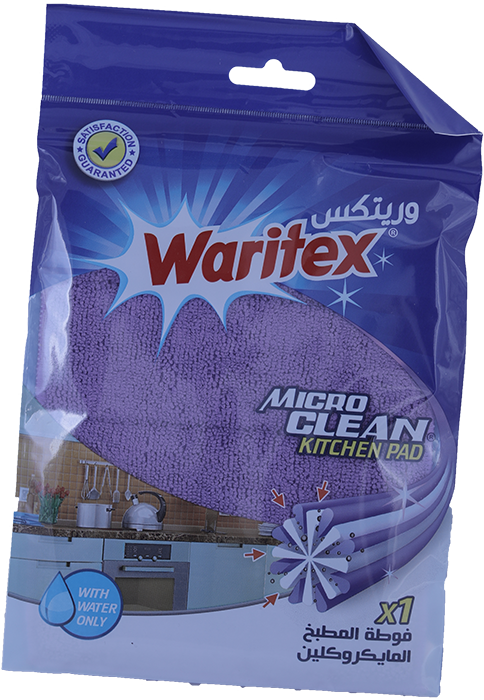 SATISFACTION
GUARANTEED
وريتكس
Waritex®
MICRO
CLEAN®
KITCHEN PAD
WITH
WATER
ONLY
x1
فوطة المطبخ
المايكروكلين